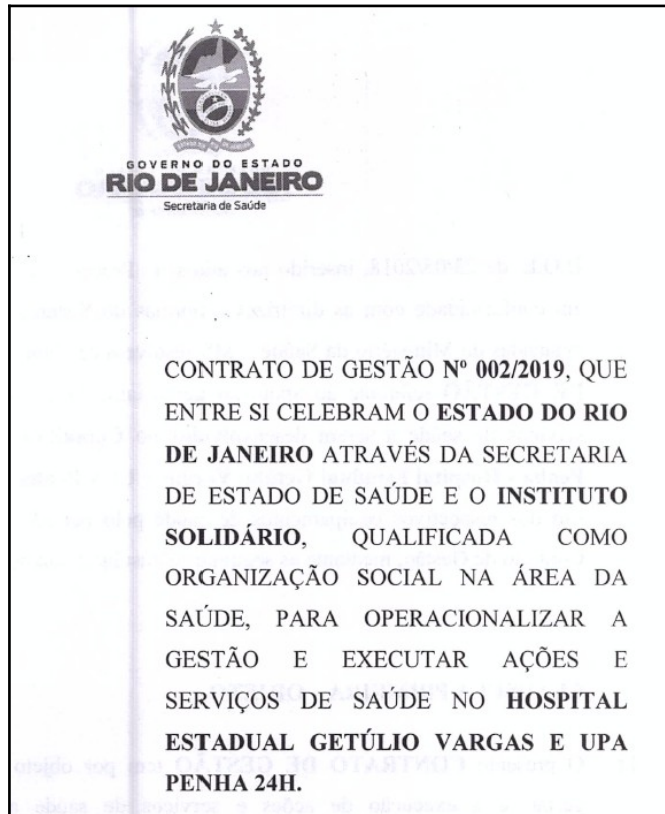 GOVERNO DO ESTADO
RIO DE JANEIRO
Secretaria de Saúde
CONTRATO DE GESTÃO Nº 002/2019, QUE
ENTRE SI CELEBRAM O ESTADO DO RIO
DE JANEIRO ATRAVÉS DA SECRETARIA
DE ESTADO DE SAÚDE E O INSTITUTO
SOLIDÁRIO, QUALIFICADA COMO
ORGANIZAÇÃO SOCIAL NA ÁREA DA
SAÚDE, PARA OPERACIONALIZAR A
GESTÃO E EXECUTAR AÇÕES E
SERVIÇOS DE SAÚDE NO HOSPITAL
ESTADUAL GETÚLIO VARGAS E UPA
PENHA 24H.